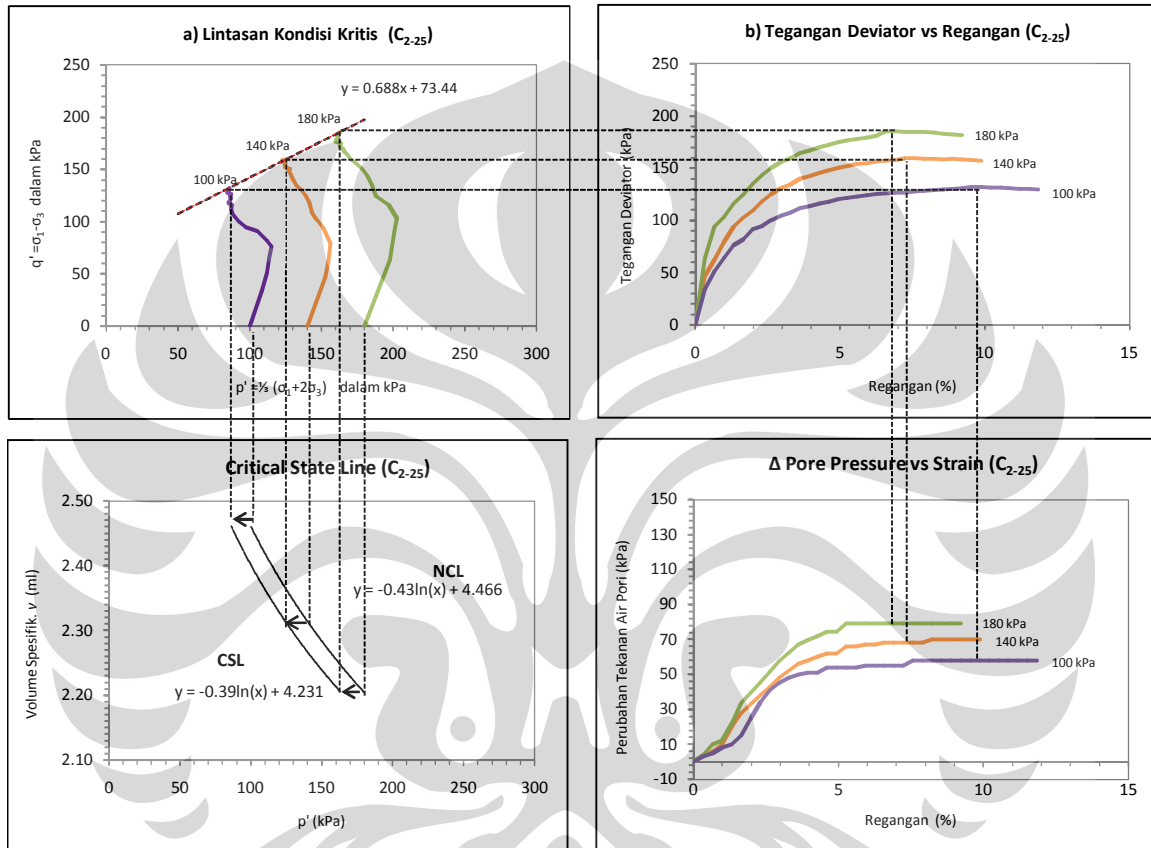 a) Lintasan Kondisi Kritis (C2-25)
250
200
150
100
50
0
0
50
100
150
200
250
300
q' =σ1-σ3 dalam kPa
p' =⅓ (σ1+2σ3) dalam kPa
y = 0.688x + 73.44
180 kPa
140 kPa
100 kPa
b) Tegangan Deviator vs Regangan (C2-25)
250
200
150
100
50
0
0
5
10
15
Tegangan Deviator (kPa)
Regangan (%)
180 kPa
140 kPa
100 kPa
Critical State Line (C2-25)
2.50
2.40
2.30
2.20
2.10
0
50
100
150
200
250
300
350
400
Volume Spesifik. v (ml)
p' (kPa)
NCL
y = -0.43ln(x) + 4.466
CSL
y = -0.39ln(x) + 4.231
Δ Pore Pressure vs Strain (C2-25)
150
130
110
90
70
50
30
10
-10
0
5
10
15
Perubahan Tekanan Air Pori (kPa)
Regangan (%)
180 kPa
140 kPa
100 kPa